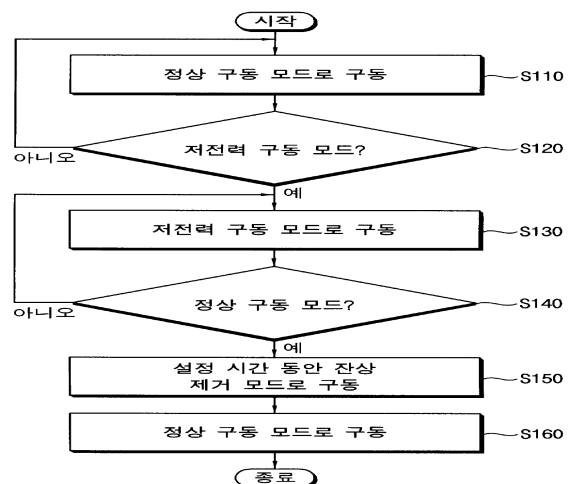 시작
정상 구동 모드로 구동
S110
저전력 구동 모드?
S120
아니오
예
저전력 구동 모드로 구동
S130
정상 구동 모드?
S140
아니오
예
설정 시간 동안 잔상
제거 모드로 구동
S150
정상 구동 모드로 구동
S160
종료